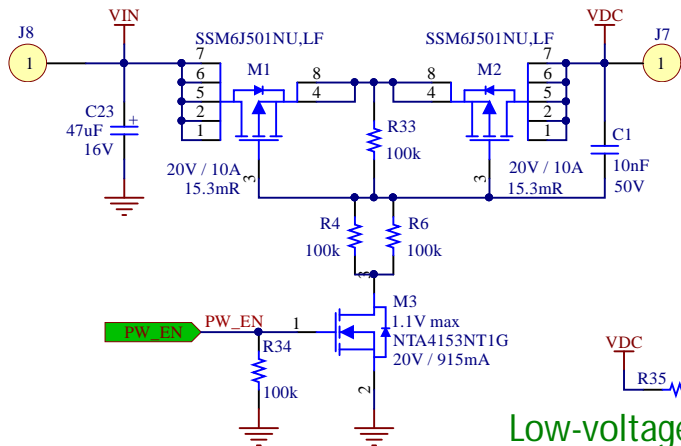 VIN
VDC
J8
SSM6J501NU,LF
SSM6J501NU,LF
J7
1
7
M1
M2
7
1
6
8
8
6
5
4
4
5
2
2
1
1
C23
47uF
16V
+
R33
100k
C1
10nF
50V
20V / 10A
15.3mR
3
3
20V / 10A
15.3mR
R4
100k
R6
100k
3
M3
1.1V max
NTA4153NT1G
20V / 915mA
PW_EN
PW_EN
1
R34
100k
2
VDC
R35
Low-voltage